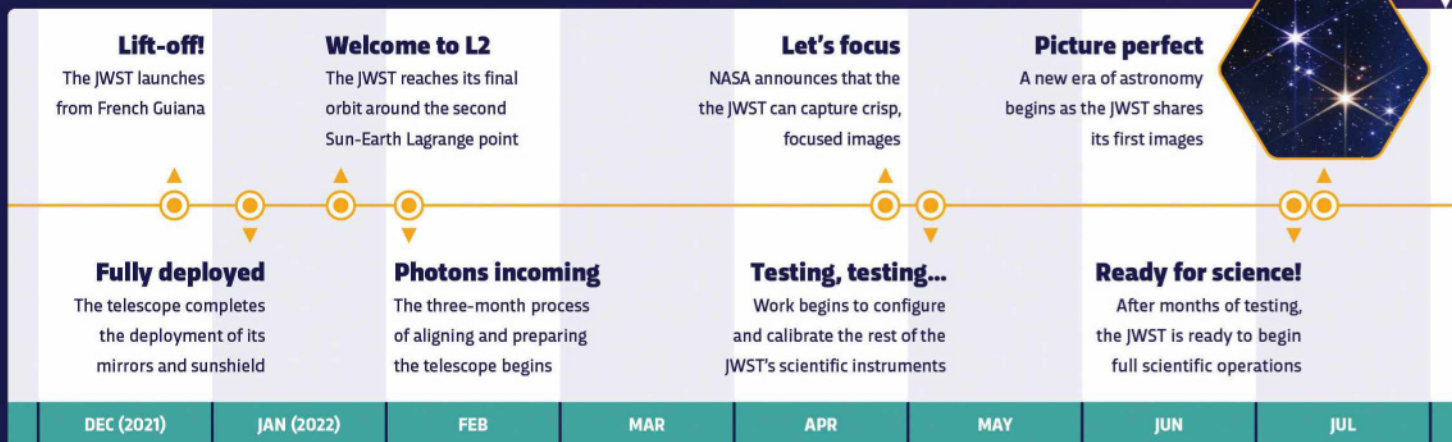 Lift-off!
The JWST launches
from French Guiana
Welcome to L2
The JWST reaches its final
orbit around the second
Sun-Earth Lagrange point
Let's focus
NASA announces that the
the JWST can capture crisp,
focused images
Picture perfect
A new era of astronomy
begins as the JWST shares
its first images
Fully deployed
The telescope completes
the deployment of its
mirrors and sunshield
Photons incoming
The three-month process
of aligning and preparing
the telescope begins
Testing, testing...
Work begins to configure
and calibrate the rest of the
JWST's scientific instruments
Ready for science!
After months of testing,
the JWST is ready to begin
full scientific operations
DEC (2021)
JAN (2022)
FEB
MAR
APR
MAY
JUN
JUL